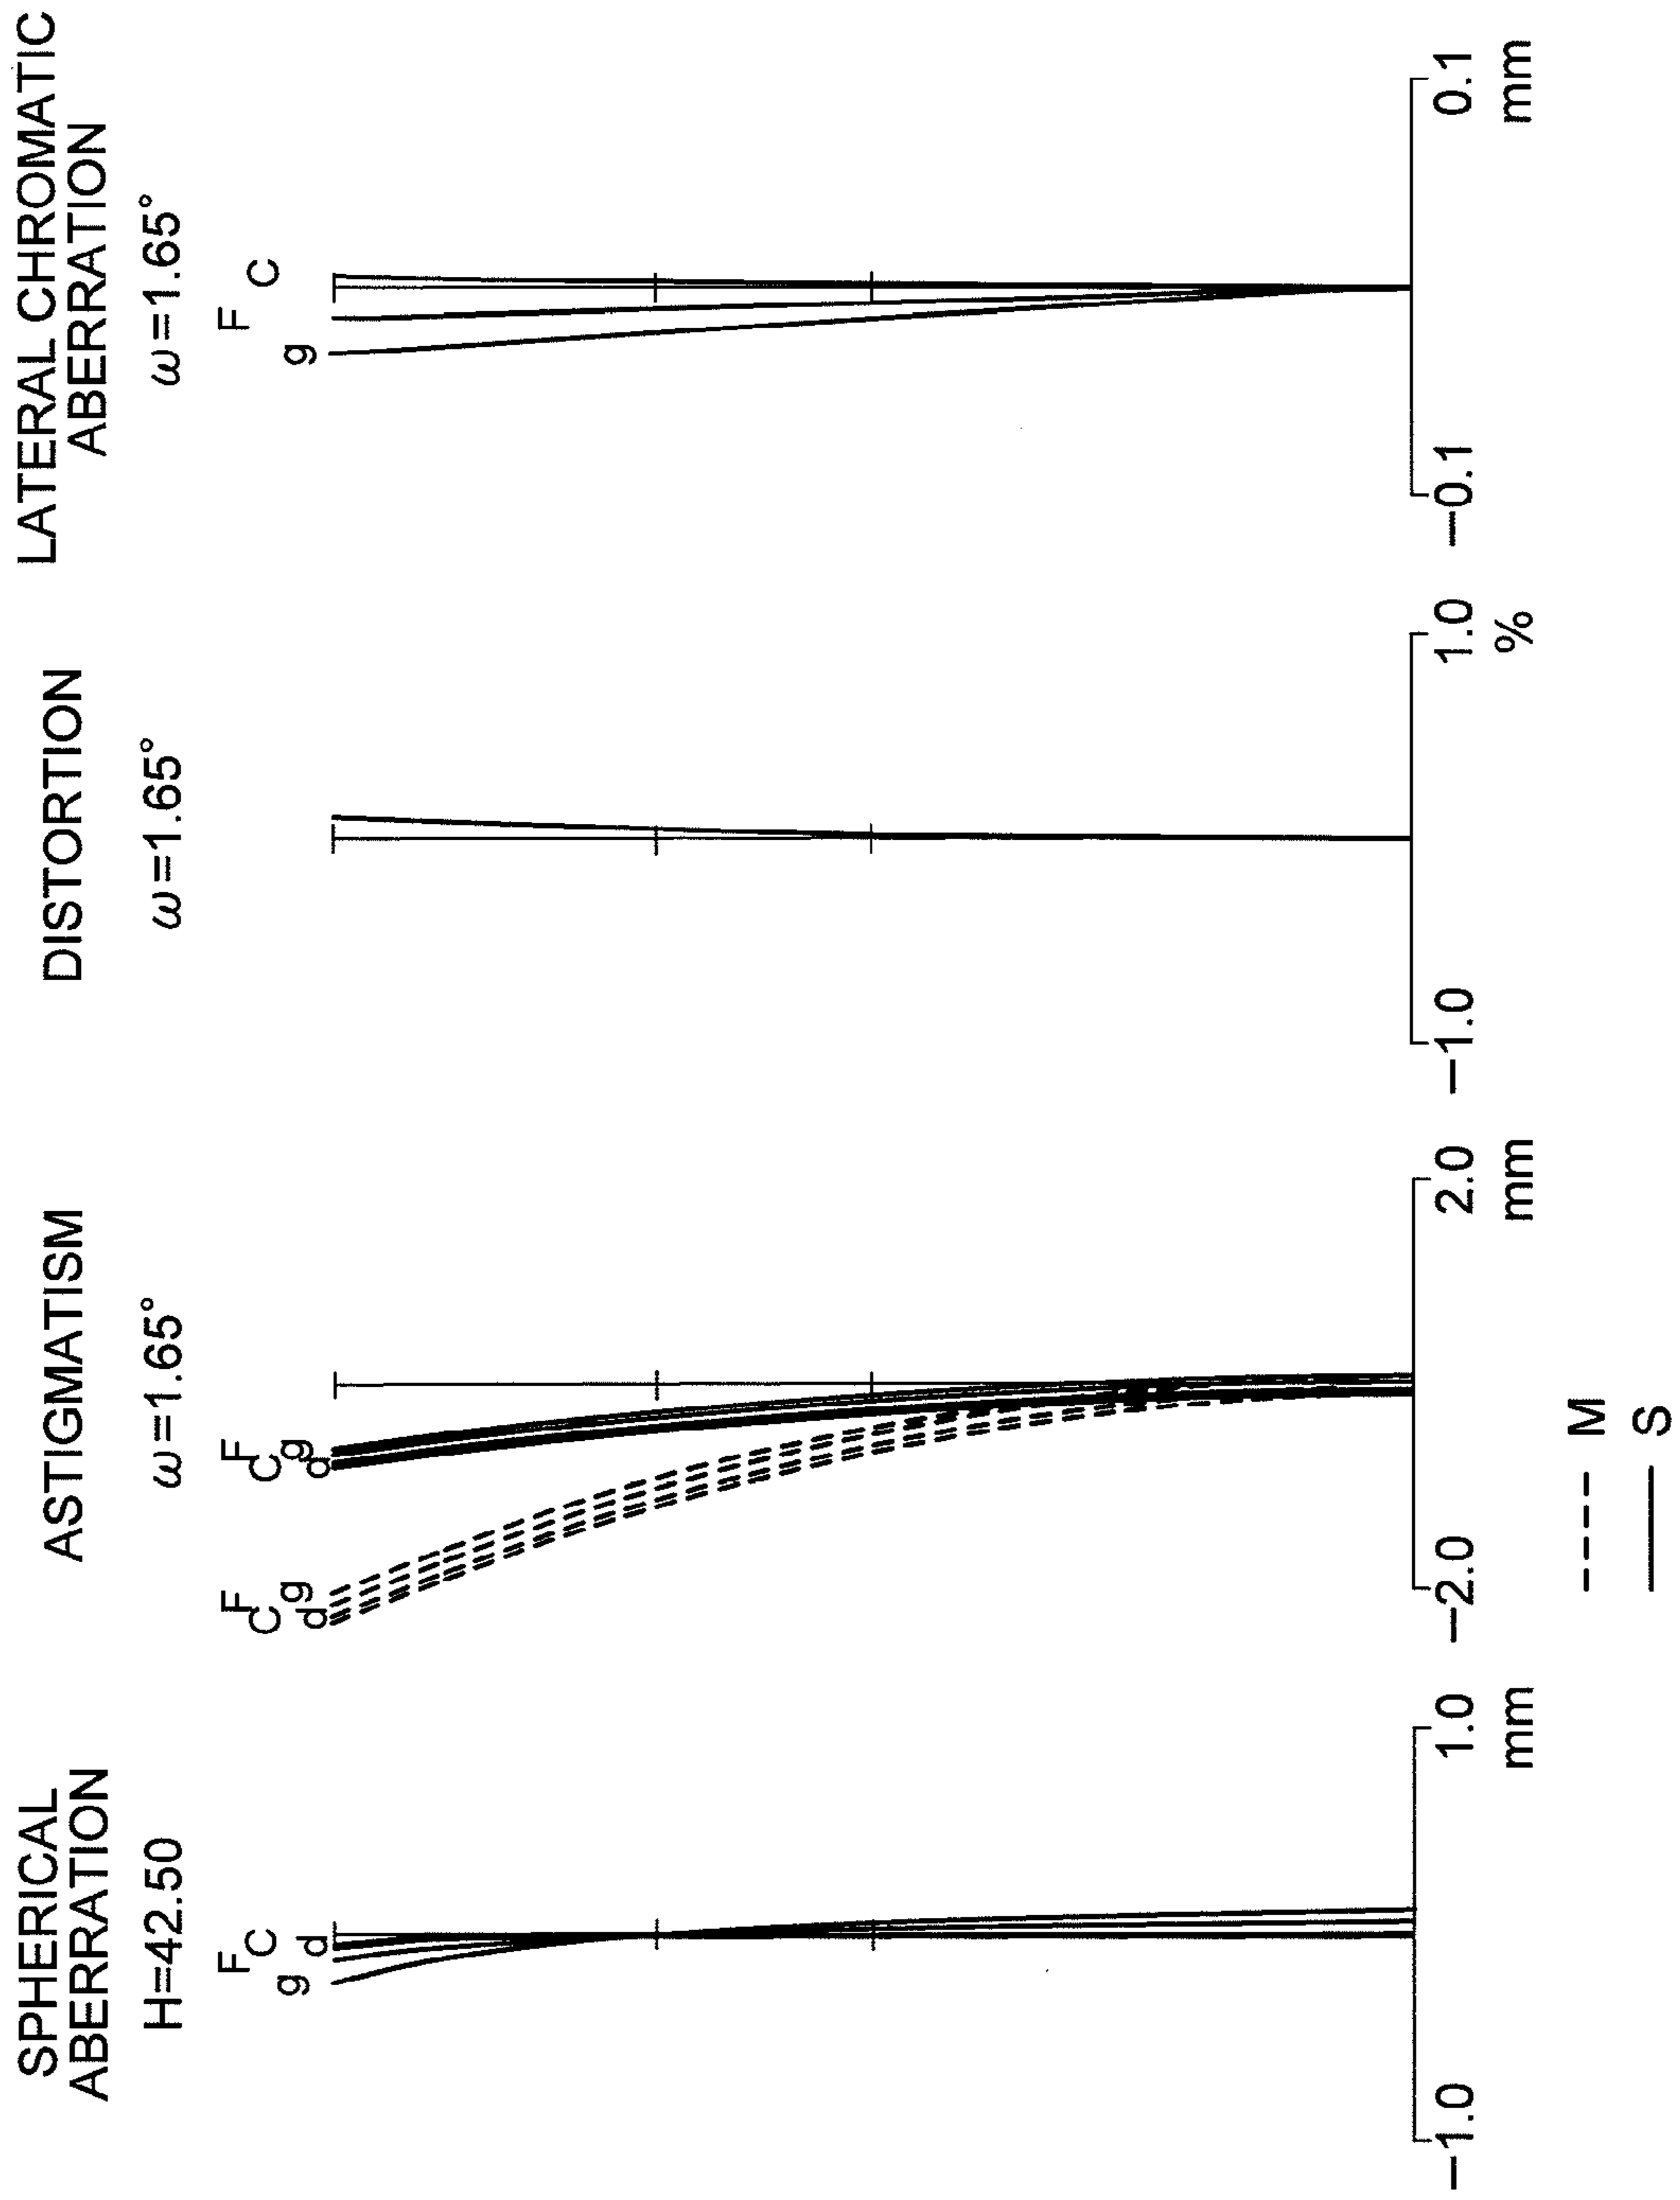 SPHERICAL
ABERRATION
H=42.50
F
C
g
d
−1.0
1.0
mm
ASTIGMATISM
ω=1.65°
F
C
g
d
F
C
g
d
−2.0
2.0
mm
M
S
DISTORTION
ω=1.65°
−1.0
1.0
%
LATERAL CHROMATIC
ABERRATION
ω=1.65°
F
C
g
−0.1
0.1
mm